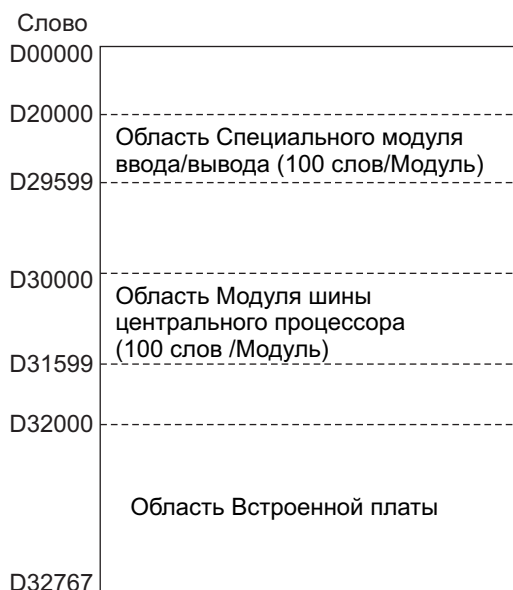 Слово
D00000
D20000
Область Специального модуля
ввода/вывода (100 слов/Модуль)
D29599
D30000
Область Модуля шины
центрального процессора
(100 слов /Модуль)
D31599
D32000
Область Встроенной платы
D32767